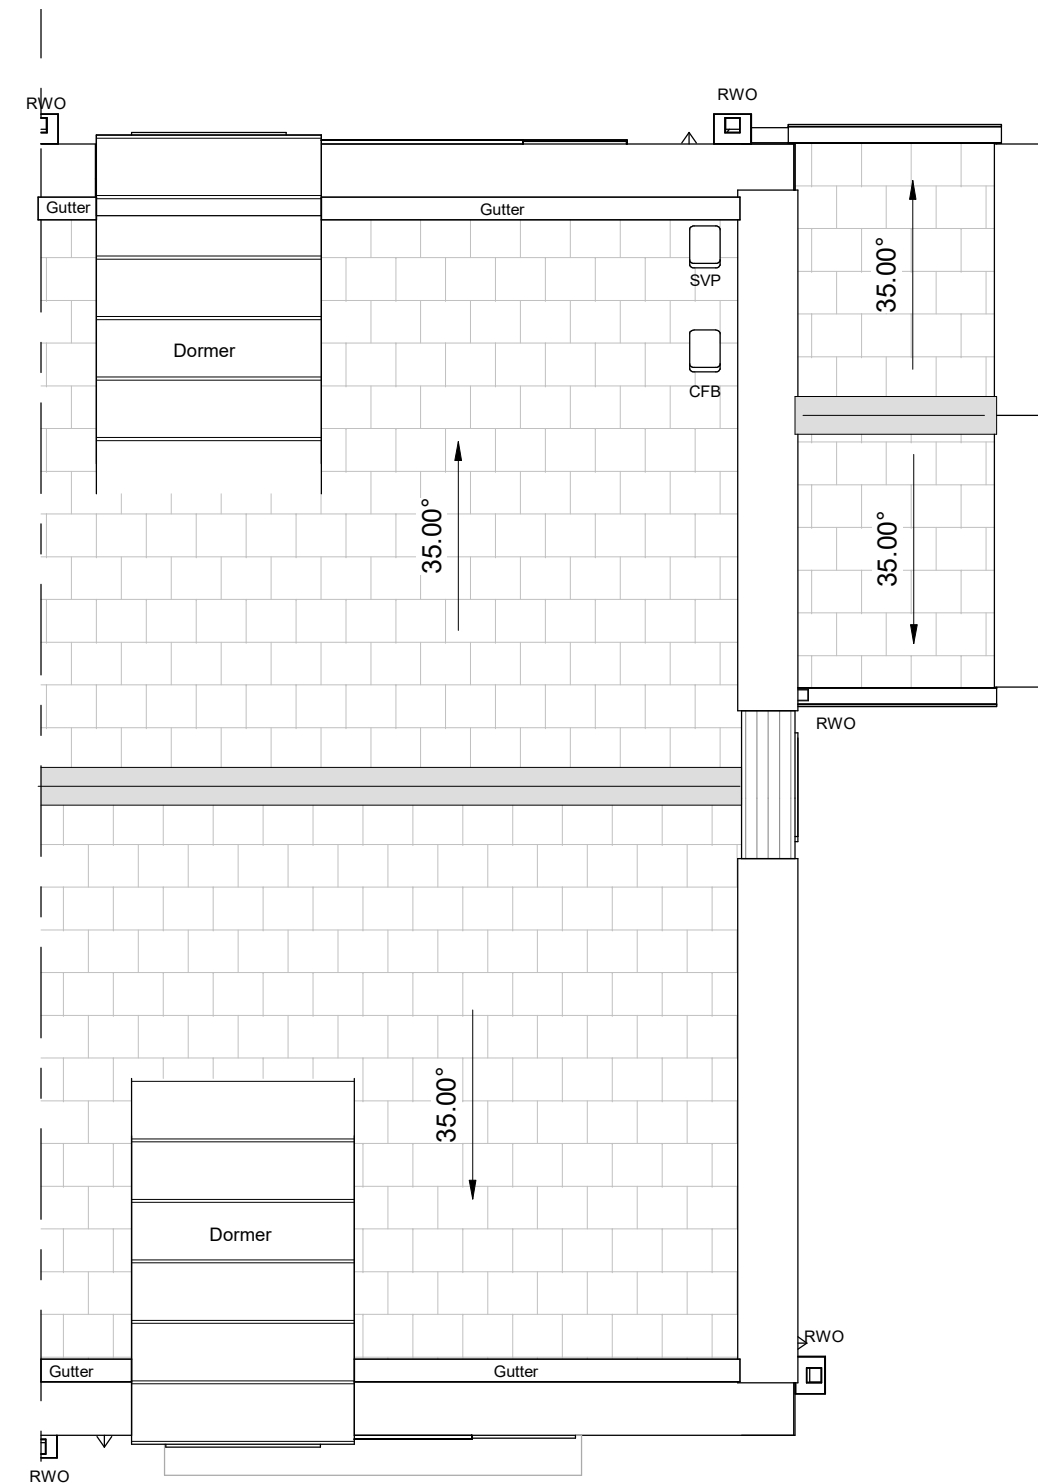 RWO
RWO
Gutter
Gutter
35.00°
SVP
Dormer
CFB
35.00°
35.00°
RWO
35.00°
Dormer
RWO
Gutter
Gutter
RWO